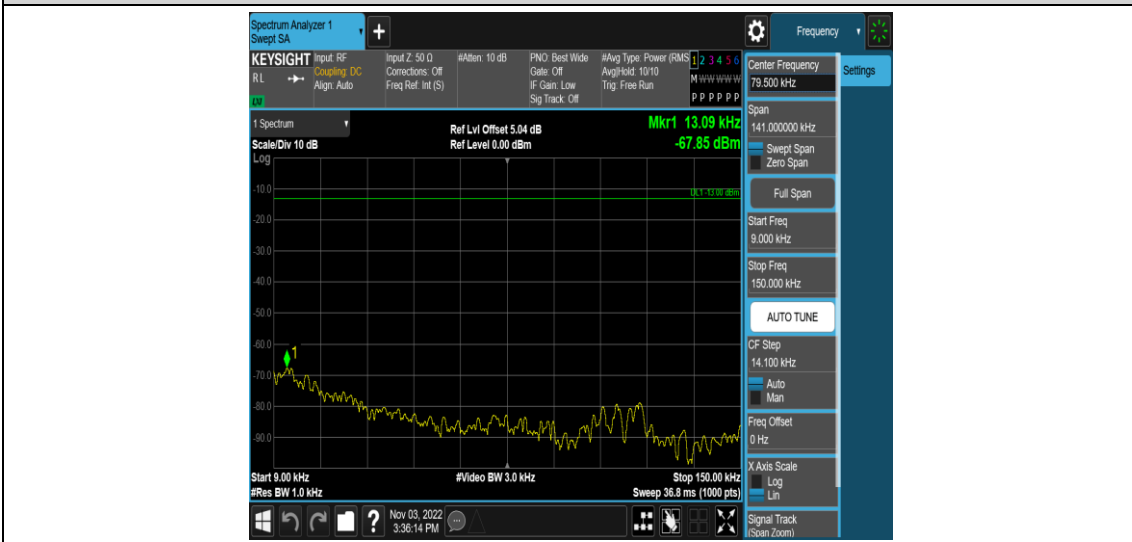 Spectrum Analyzer 1
Swept SA
+
Frequency
KEYSIGHT
RL
LXI
Input: RF
Coupling: DC
Align: Auto
Input Z: 50 Ω
Corrections: Off
Freq Ref: Int (S)
#Atten: 10 dB
PNO: Best Wide
Gate: Off
IF Gain: Low
Sig Track: Off
#Avg Type: Power (RMS
Avg|Hold: 10/10
Trig: Free Run
1 2 3 4 5 6
M W W W W W
P P P P P P
Center Frequency
79.500 kHz
Settings
Span
141.000000 kHz
Swept Span
Zero Span
Full Span
Start Freq
9.000 kHz
Stop Freq
150.000 kHz
AUTO TUNE
CF Step
14.100 kHz
Auto
Man
Freq Offset
0 Hz
X Axis Scale
Log
Lin
Signal Track
(Span Zoom)
1 Spectrum
Scale/Div 10 dB
Log
Ref Lvl Offset 5.04 dB
Ref Level 0.00 dBm
Mkr1 13.09 kHz
-67.85 dBm
DL1 -13.00 dBm
-10.0
-20.0
-30.0
-40.0
-50.0
-60.0
1
-70.0
-80.0
-90.0
Start 9.00 kHz
#Res BW 1.0 kHz
#Video BW 3.0 kHz
Stop 150.00 kHz
Sweep 36.8 ms (1000 pts)
?
Nov 03, 2022
3:36:14 PM